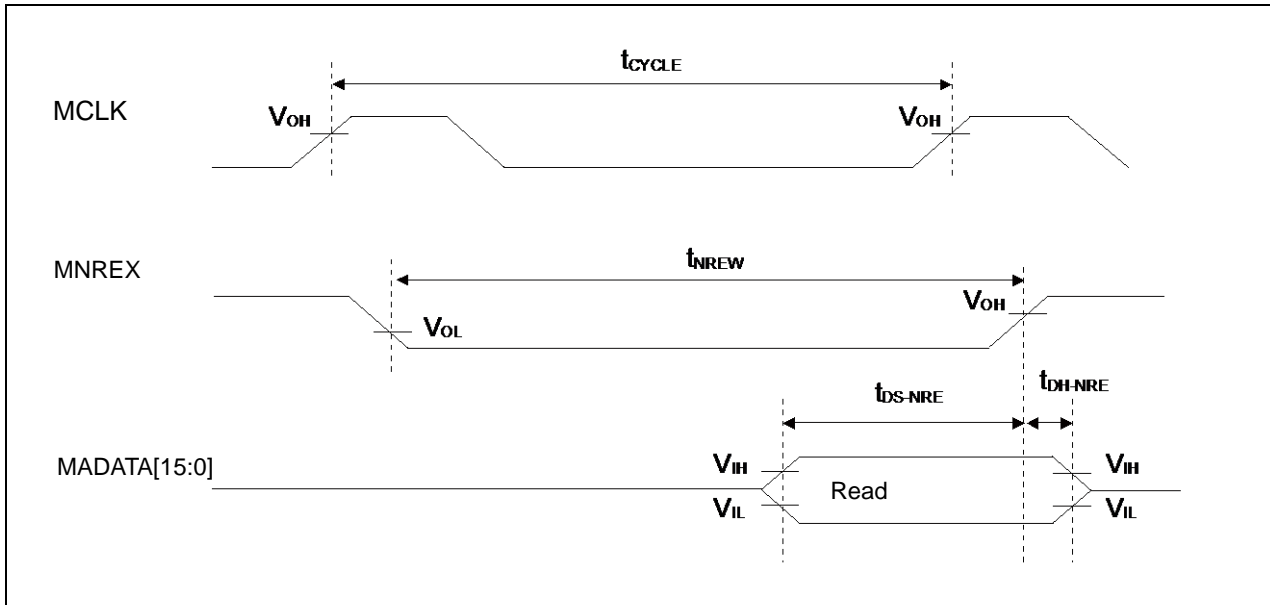 tCYCLE
MCLK
VOH
VOH
MNREX
tNREW
VOL
VOH
tDS-NRE
tDH-NRE
MADATA[15:0]
VIH
Read
VIH
VIL
VIL